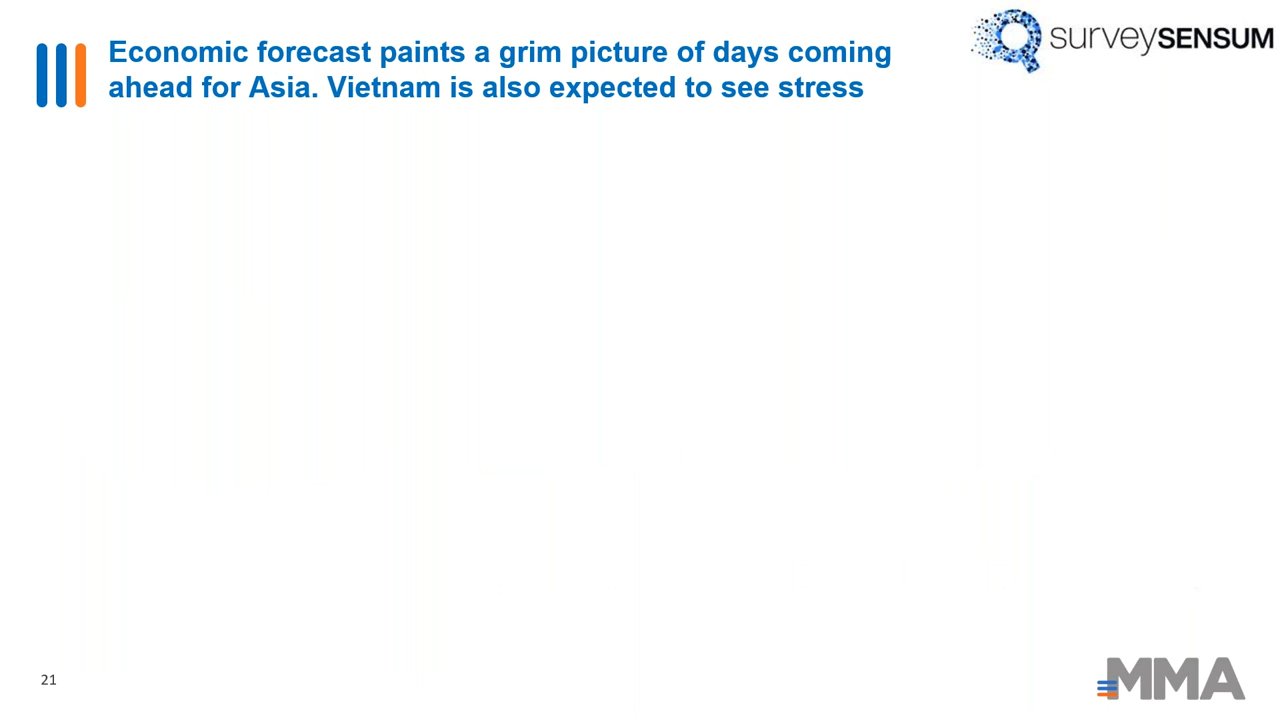 Economic forecast paints a grim picture of days coming
ahead for Asia. Vietnam is also expected to see stress
surveySENSUM
21
MMA